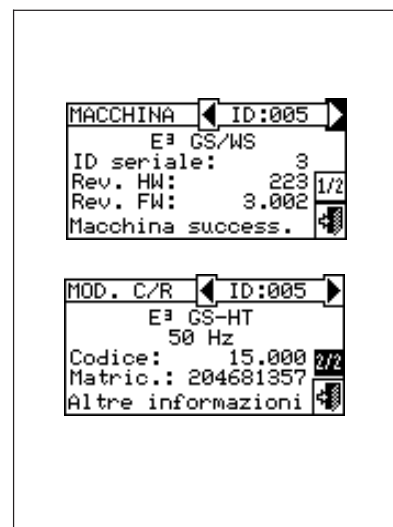 MACCHINA ID:005
E³ GS/WS
ID seriale: 3
Rev. HW: 223 1/2
Rev. FW: 3.002
Macchina success.
MOD. C/R ID:005
E³ GS-HT
50 Hz
Codice: 15.000 2/2
Matric.: 204681357
Altre informazioni